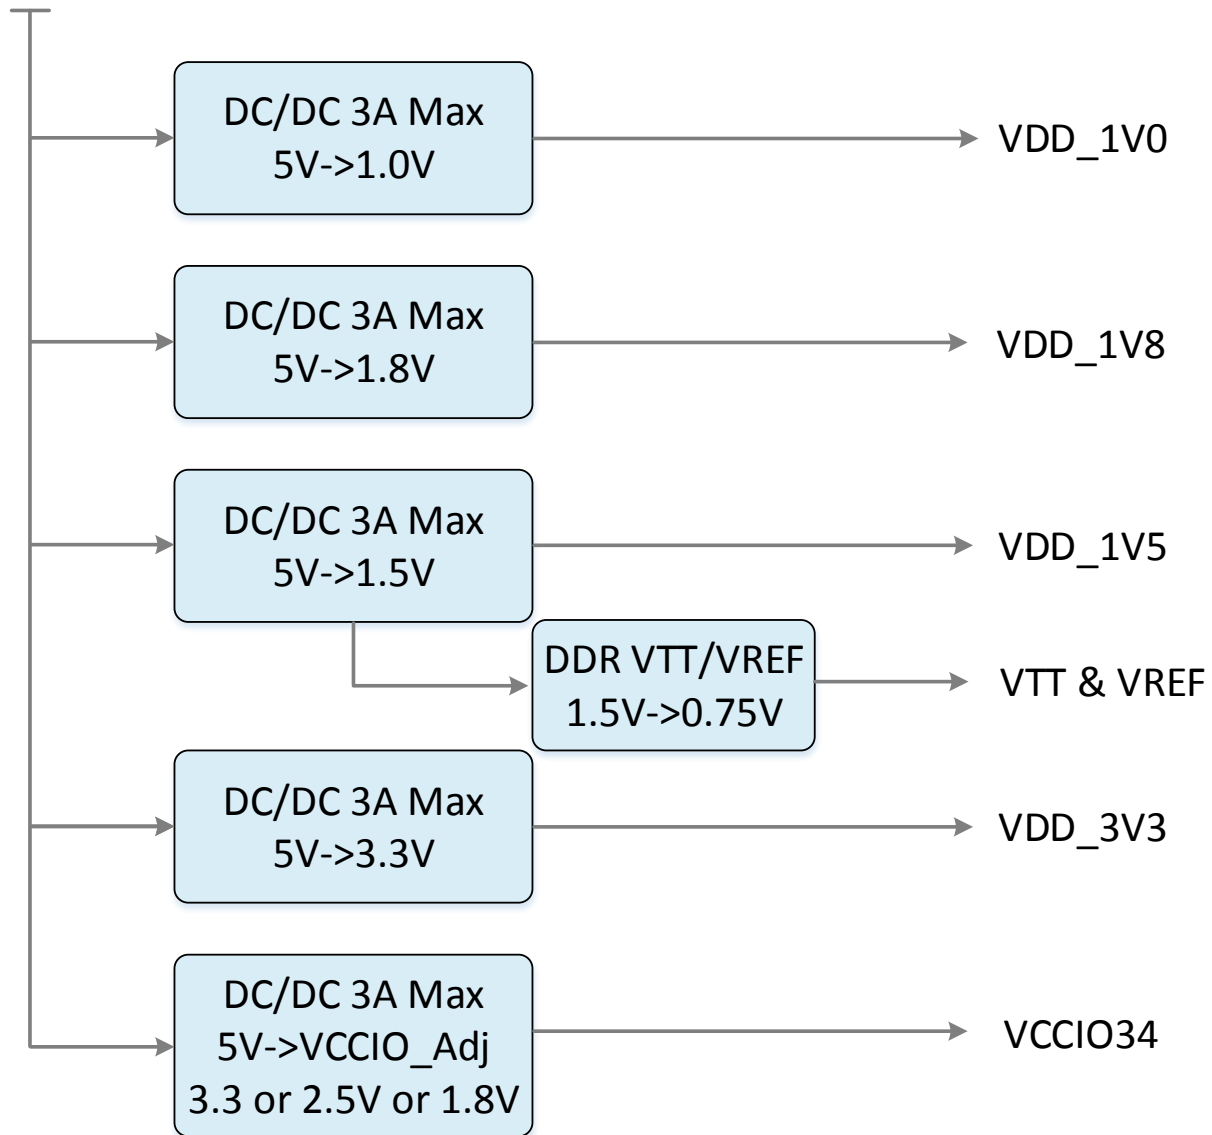 DC/DC 3A Max
5V->1.0V
VDD_1V0
DC/DC 3A Max
5V->1.8V
VDD_1V8
DC/DC 3A Max
5V->1.5V
VDD_1V5
DDR VTT/VREF
1.5V->0.75V
VTT & VREF
DC/DC 3A Max
5V->3.3V
VDD_3V3
DC/DC 3A Max
5V->VCCIO_Adj
3.3 or 2.5V or 1.8V
VCCIO34